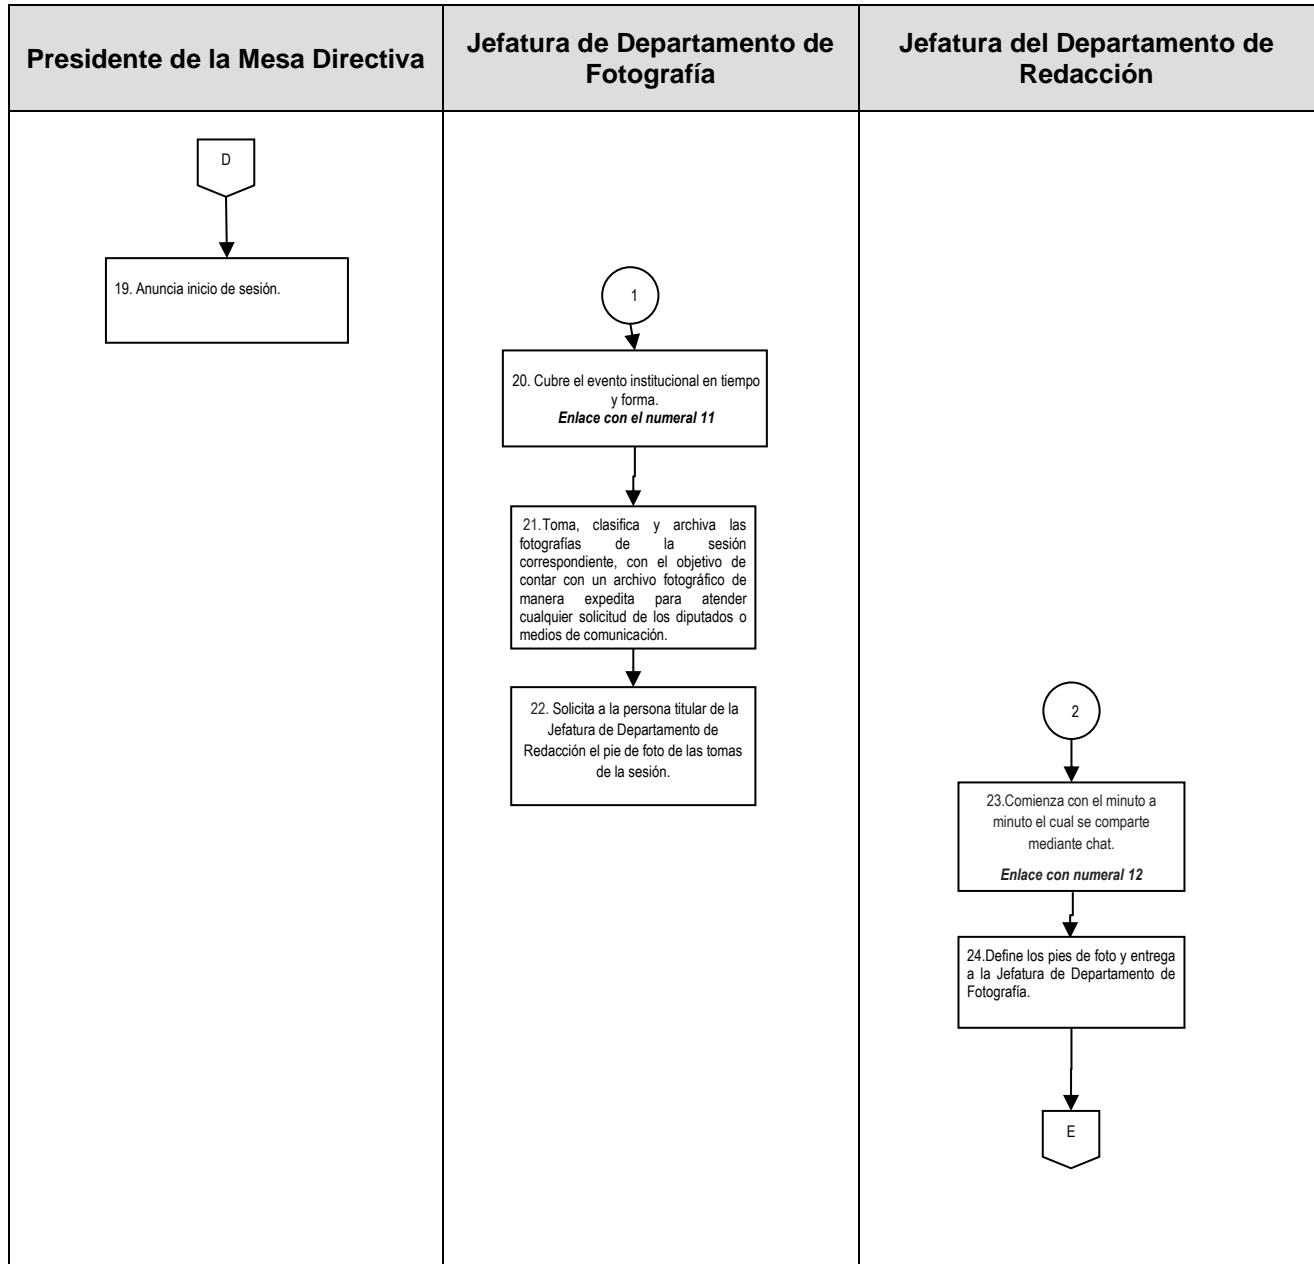 Presidente de la Mesa Directiva
Jefatura de Departamento de
Fotografía
Jefatura del Departamento de
Redacción
D
19. Anuncia inicio de sesión.
1
20. Cubre el evento institucional en tiempo
y forma.
Enlace con el numeral 11
21.Toma, clasifica y archiva las
fotografías de la sesión
correspondiente, con el objetivo de
contar con un archivo fotográfico de
manera expedita para atender
cualquier solicitud de los diputados o
medios de comunicación.
22. Solicita a la persona titular de la
Jefatura de Departamento de
Redacción el pie de foto de las tomas
de la sesión.
2
23.Comienza con el minuto a
minuto el cual se comparte
mediante chat.
Enlace con numeral 12
24.Define los pies de foto y entrega
a la Jefatura de Departamento de
Fotografía.
E